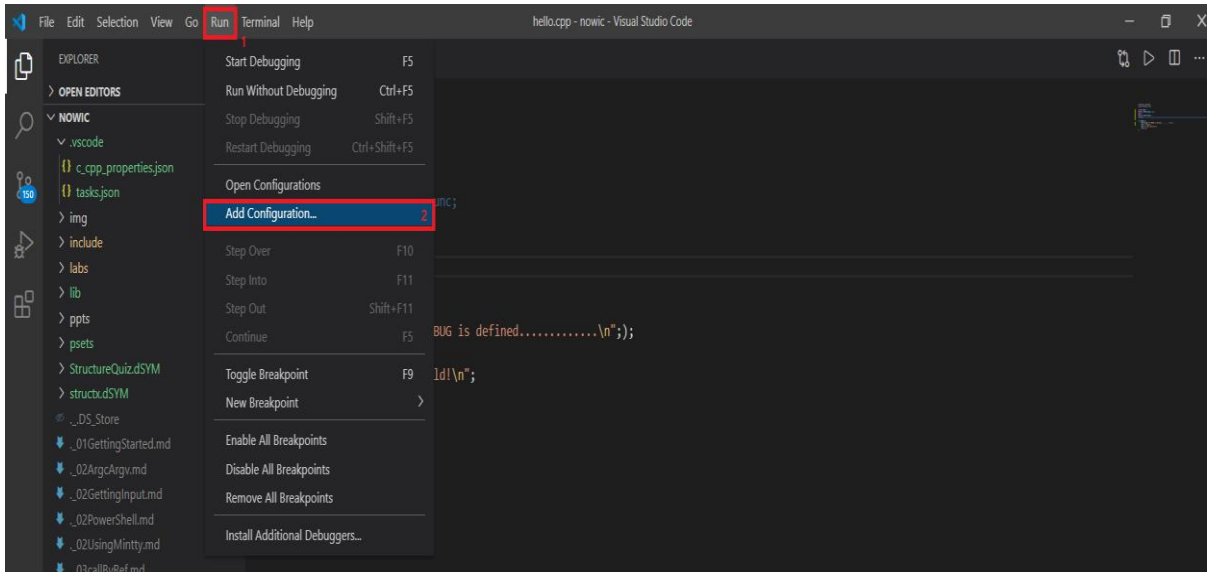 File Edit Selection View Go Run Terminal Help hello.cpp - nowic - Visual Studio Code
1
EXPLORER
OPEN EDITORS
NOWIC
.vscode
{} c_cpp_properties.json
{} tasks.json
img
include
labs
lib
ppts
psets
StructureQuiz.dSYM
structx.dSYM
._DS_Store
._01GettingStarted.md
._02ArgcArgv.md
._02GettingInput.md
._02PowerShell.md
._02UsingMintty.md
._03callByRef.md
150
Start Debugging F5
Run Without Debugging Ctrl+F5
Stop Debugging Shift+F5
Restart Debugging Ctrl+Shift+F5
Open Configurations
Add Configuration... 2
Step Over F10
Step Into F11
Step Out Shift+F11
Continue F5
Toggle Breakpoint F9
New Breakpoint
Enable All Breakpoints
Disable All Breakpoints
Remove All Breakpoints
Install Additional Debuggers...
unc;
BUG is defined.............\n";);
ld!\n";